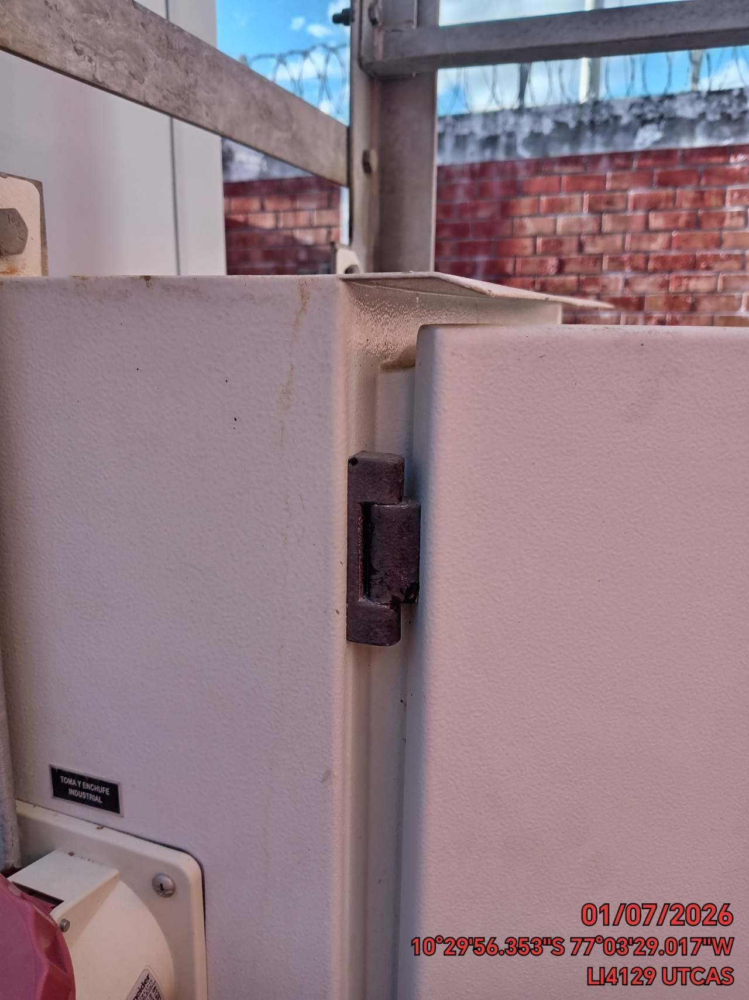 TOMA Y ENCHUFE
INDUSTRIAL
01/07/2026
10°29'56.353"S 77°03'29.017"W
LI4129 UTCAS